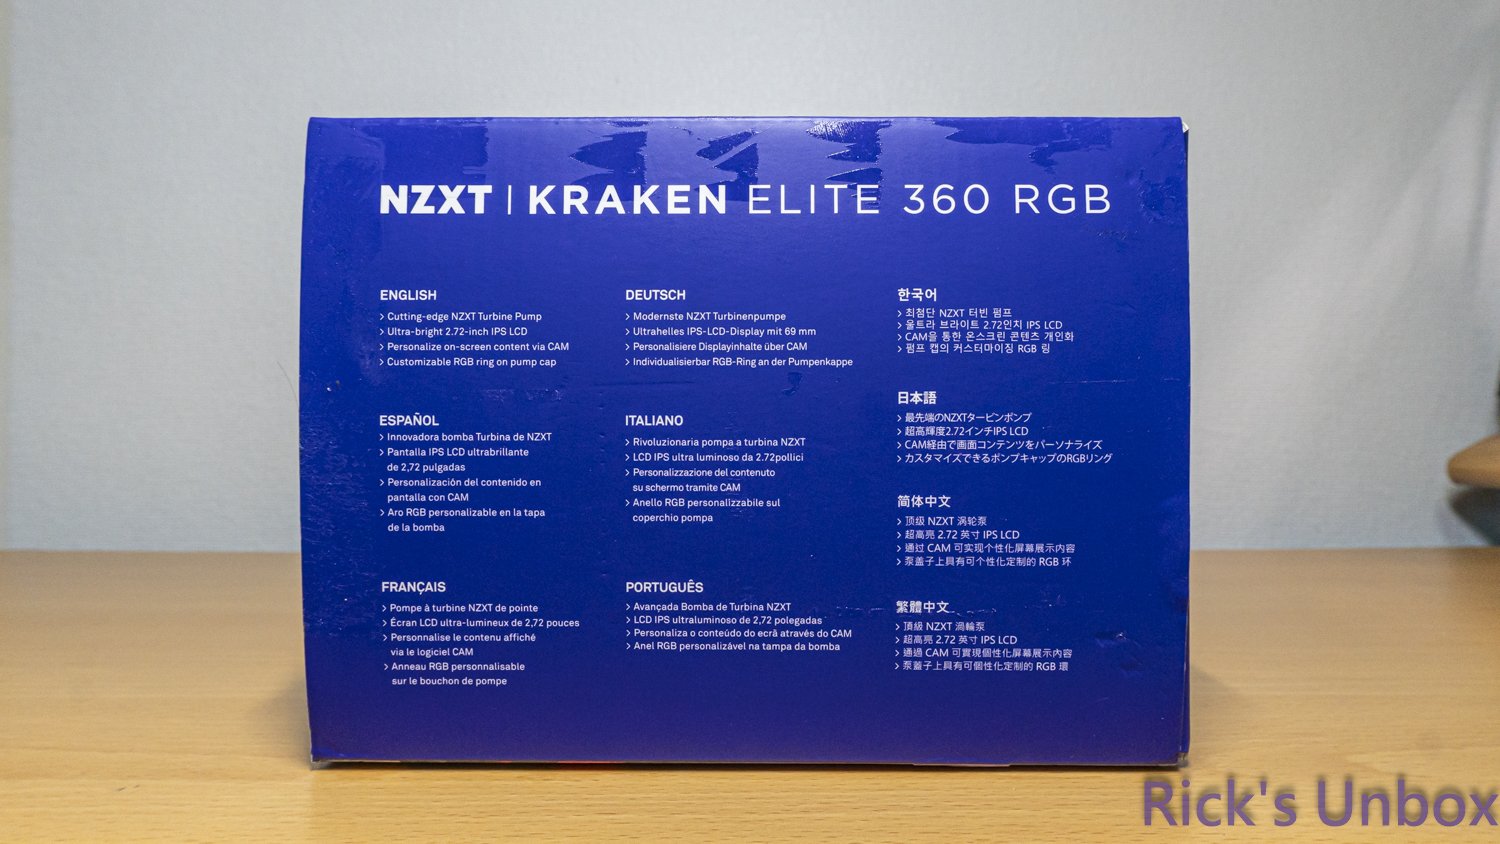 NZXT | KRAKEN ELITE 360 RGB
ENGLISH
> Cutting-edge NZXT Turbine Pump
> Ultra-bright 2.72-inch IPS LCD
> Personalize on-screen content via CAM
> Customizable RGB ring on pump cap
ESPAÑOL
> Innovadora bomba Turbina de NZXT
> Pantalla IPS LCD ultrabrillante
de 2,72 pulgadas
> Personalización del contenido en
pantalla con CAM
> Aro RGB personalizable en la tapa
de la bomba
FRANÇAIS
> Pompe à turbine NZXT de pointe
> Écran LCD ultra-lumineux de 2,72 pouces
> Personnalise le contenu affiché
via le logiciel CAM
> Anneau RGB personnalisable
sur le bouchon de pompe
DEUTSCH
> Modernste NZXT Turbinenpumpe
> Ultrahelles IPS-LCD-Display mit 69 mm
> Personalisiere Displayinhalte über CAM
> Individualisierbar RGB-Ring an der Pumpenkappe
ITALIANO
> Rivoluzionaria pompa a turbina NZXT
> LCD IPS ultra luminoso da 2.72pollici
> Personalizzazione del contenuto
su schermo tramite CAM
> Anello RGB personalizzabile sul
coperchio pompa
PORTUGUÊS
> Avançada Bomba de Turbina NZXT
> LCD IPS ultraluminoso de 2,72 polegadas
> Personaliza o conteúdo do ecrã através do CAM
> Anel RGB personalizável na tampa da bomba
한국어
> 최첨단 NZXT 터빈 펌프
> 울트라 브라이트 2.72인치 IPS LCD
> CAM을 통한 온스크린 콘텐츠 개인화
> 펌프 캡의 커스터마이징 RGB 링
日本語
> 最先端のNZXTタービンポンプ
> 超高輝度2.72インチIPS LCD
> CAM経由で画面コンテンツをパーソナライズ
> カスタマイズできるポンプキャップのRGBリング
简体中文
> 顶级 NZXT 涡轮泵
> 超高亮 2.72 英寸 IPS LCD
> 通过 CAM 可实现个性化屏幕展示内容
> 泵盖子上具有可个性化定制的 RGB 环
繁體中文
> 頂級 NZXT 渦輪泵
> 超高亮 2.72 英寸 IPS LCD
> 通過 CAM 可實現個性化屏幕展示內容
> 泵蓋子上具有可個性化定制的 RGB 環
Rick's Unbox